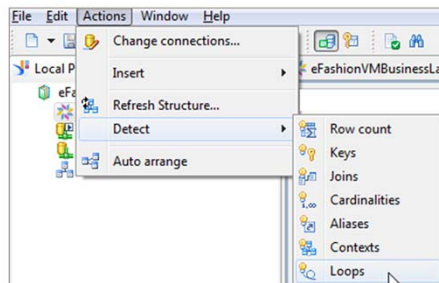 File Edit Actions Window Help
Change connections...
Local P
Insert
eFashionVMBusinessLa
eFa
Refresh Structure...
Detect
Row count
Auto arrange
Keys
Joins
Cardinalities
Aliases
Contexts
Loops